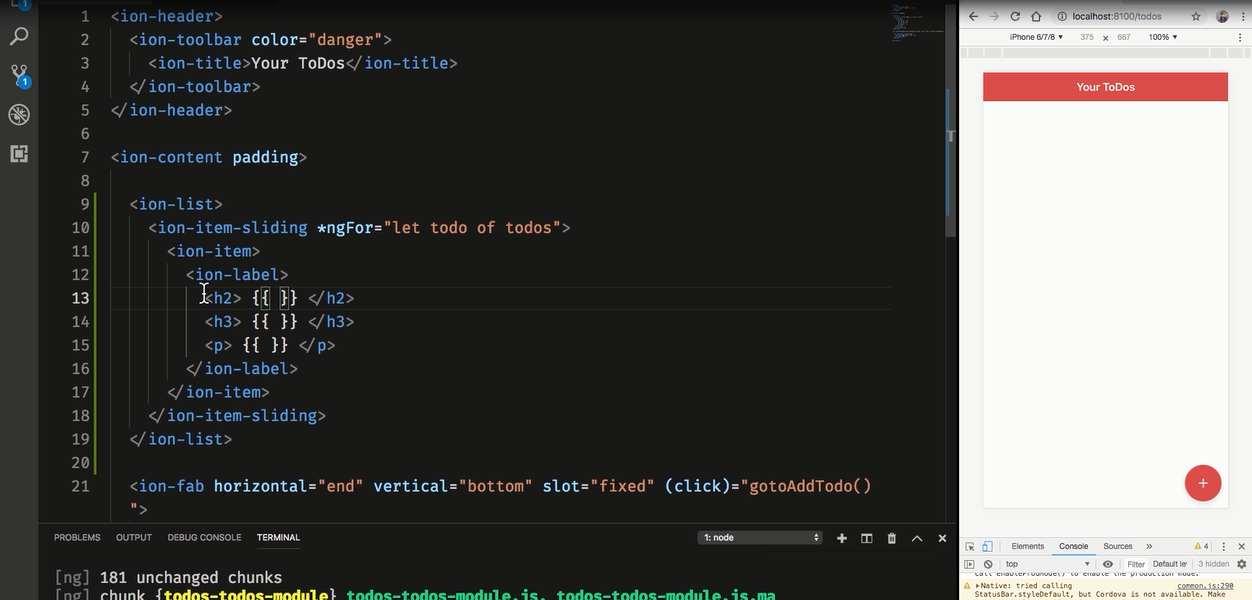 1 <ion-header>
2 <ion-toolbar color="danger">
3 <ion-title>Your ToDos</ion-title>
4 </ion-toolbar>
5 </ion-header>
6
7 <ion-content padding>
8
9 <ion-list>
10 <ion-item-sliding *ngFor="let todo of todos">
11 <ion-item>
12 <ion-label>
13 <h2> {{ }} </h2>
14 <h3> {{ }} </h3>
15 <p> {{ }} </p>
16 </ion-label>
17 </ion-item>
18 </ion-item-sliding>
19 </ion-list>
20
21 <ion-fab horizontal="end" vertical="bottom" slot="fixed" (click)="gotoAddTodo()
">
1
1
PROBLEMS OUTPUT DEBUG CONSOLE TERMINAL 1: node
[ng] 181 unchanged chunks
[ng] chunk {todos-todos-module} todos-todos-module.js, todos-todos-module.js.ma
localhost:8100/todos
iPhone 6/7/8 375 x 667 100%
Your ToDos
+
Elements Console Sources » 4
top Filter Default le 3 hidden
call enableProdMode() to enable the production mode.
Native: tried calling common.js:290
StatusBar.styleDefault, but Cordova is not available. Make